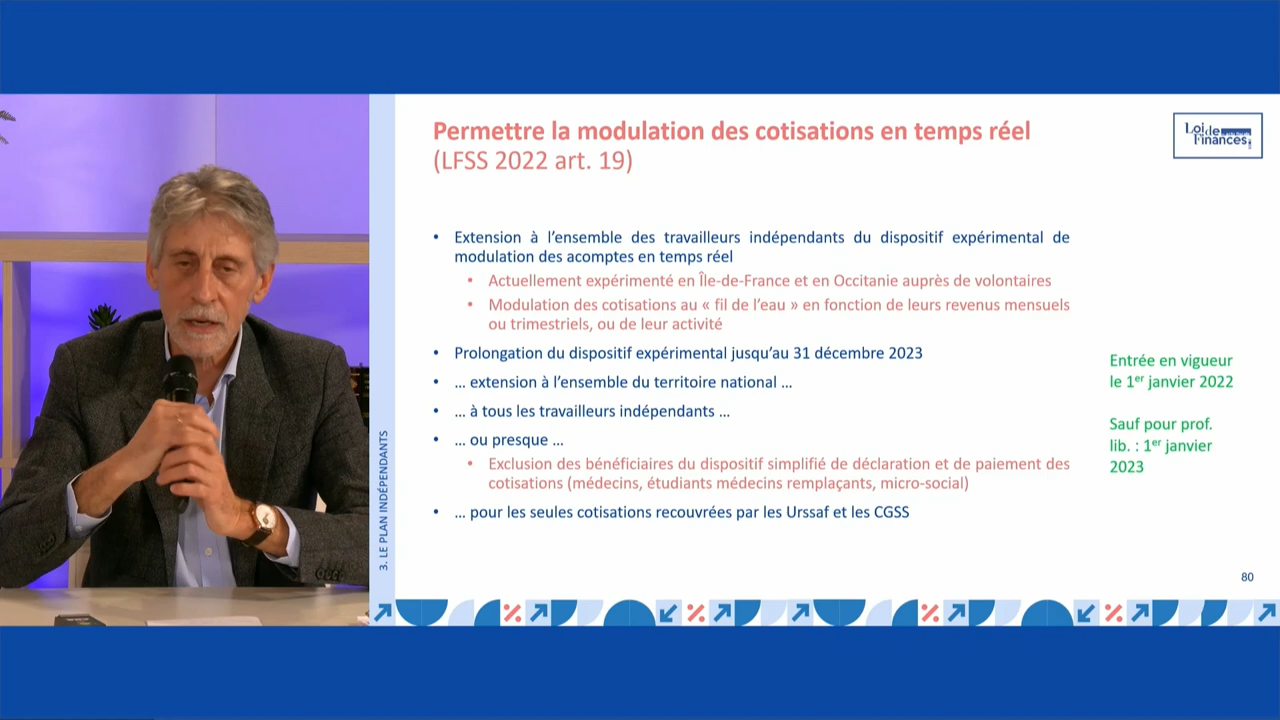 Permettre la modulation des cotisations en temps réel
(LFSS 2022 art. 19)
Loi de
Finances
• Extension à l'ensemble des travailleurs indépendants du dispositif expérimental de
modulation des acomptes en temps réel
• Actuellement expérimenté en Île-de-France et en Occitanie auprès de volontaires
• Modulation des cotisations au « fil de l'eau » en fonction de leurs revenus mensuels
ou trimestriels, ou de leur activité
• Prolongation du dispositif expérimental jusqu'au 31 décembre 2023
• … extension à l'ensemble du territoire national …
• … à tous les travailleurs indépendants …
• … ou presque …
• Exclusion des bénéficiaires du dispositif simplifié de déclaration et de paiement des
cotisations (médecins, étudiants médecins remplaçants, micro-social)
• … pour les seules cotisations recouvrées par les Urssaf et les CGSS
Entrée en vigueur
le 1er janvier 2022
Sauf pour prof.
lib. : 1er janvier
2023
3. LE PLAN INDÉPENDANTS
80